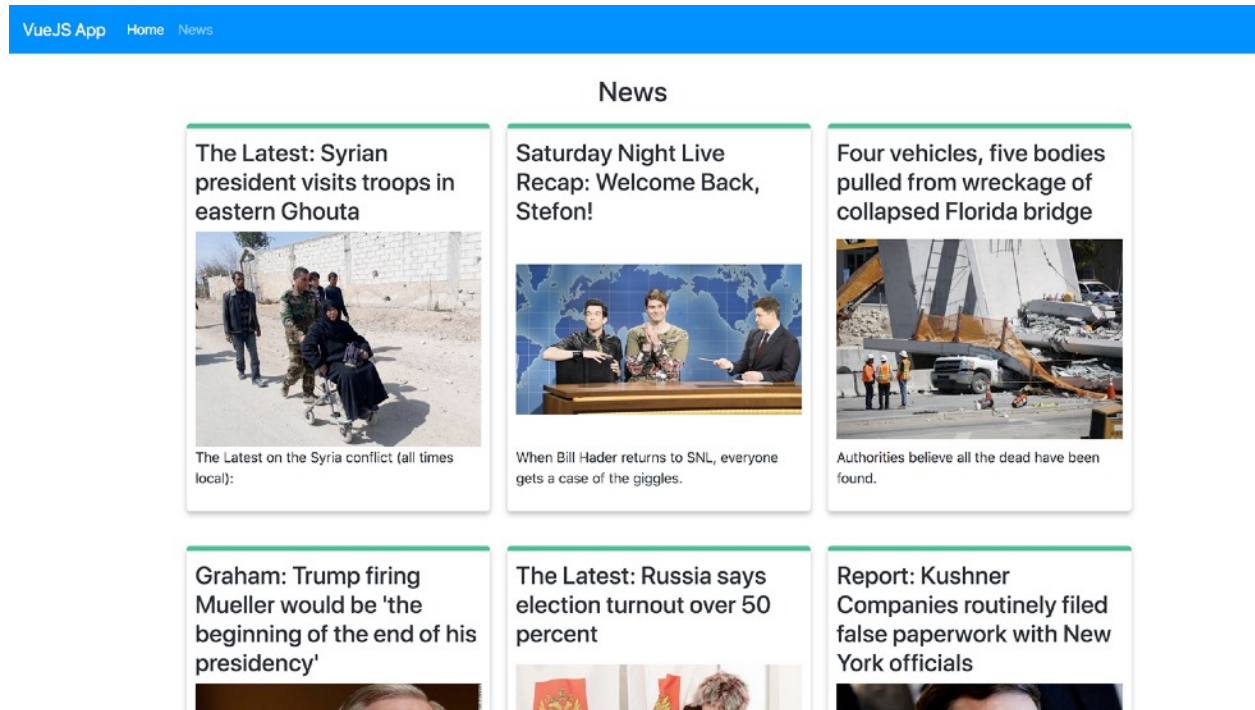 VueJS App Home News
News
The Latest: Syrian
president visits troops in
eastern Ghouta
The Latest on the Syria conflict (all times
local):
Saturday Night Live
Recap: Welcome Back,
Stefon!
When Bill Hader returns to SNL, everyone
gets a case of the giggles.
Four vehicles, five bodies
pulled from wreckage of
collapsed Florida bridge
Authorities believe all the dead have been
found.
Graham: Trump firing
Mueller would be 'the
beginning of the end of his
presidency'
The Latest: Russia says
election turnout over 50
percent
Report: Kushner
Companies routinely filed
false paperwork with New
York officials